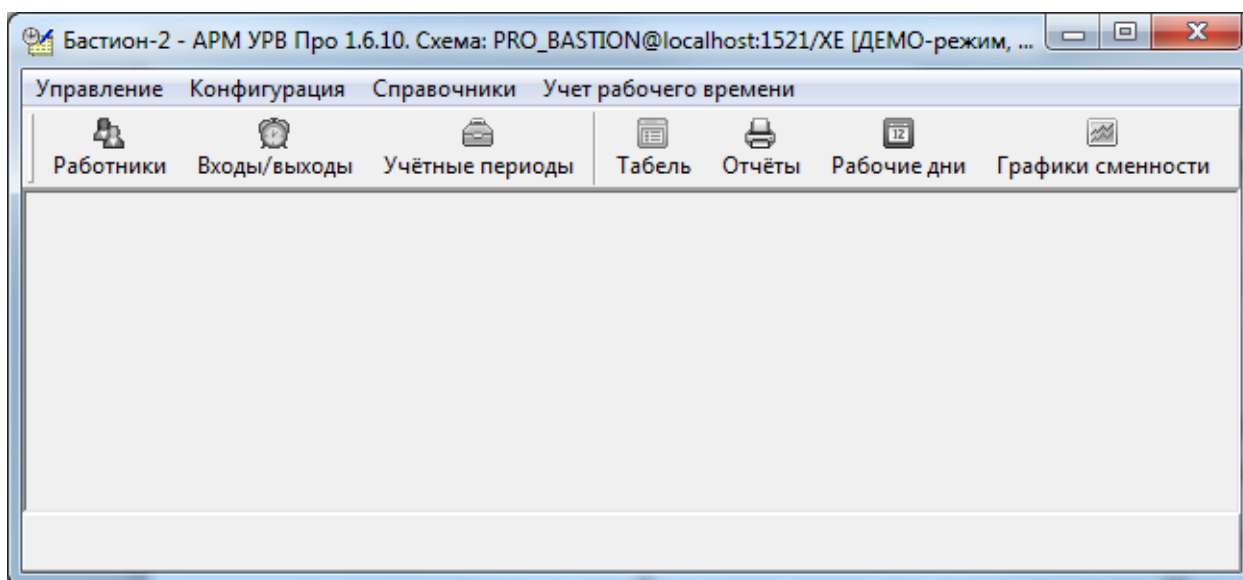 Бастион-2 - АРМ УРВ Про 1.6.10. Схема: PRO_BASTION@localhost:1521/XE [ДЕМО-режим, ...
Управление Конфигурация Справочники Учет рабочего времени
Работники Входы/выходы Учётные периоды Табель Отчёты Рабочие дни Графики сменности